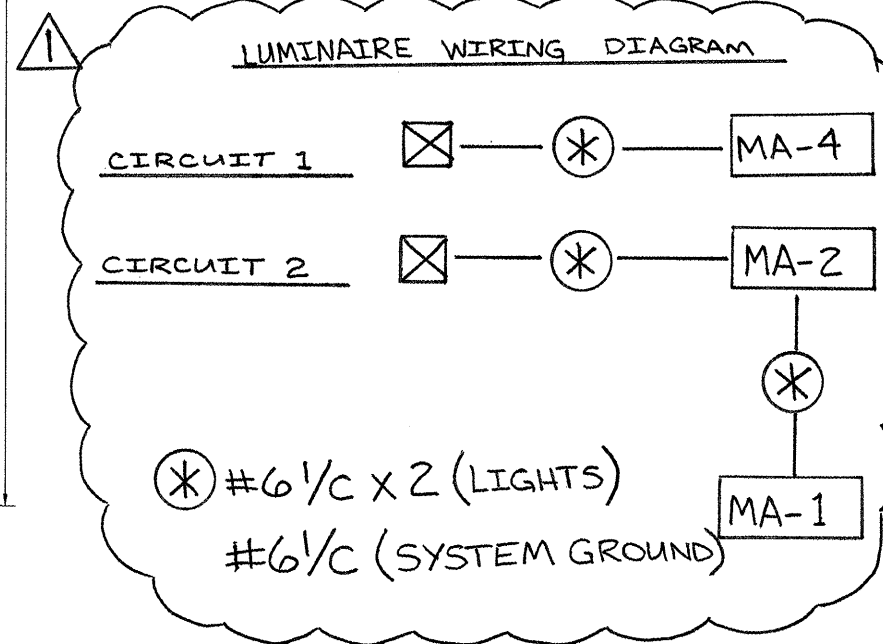 1
LUMINAIRE WIRING DIAGRAM
CIRCUIT 1
MA-4
CIRCUIT 2
MA-2
#6 1/C X 2 (LIGHTS)
MA-1
#6 1/C (SYSTEM GROUND)